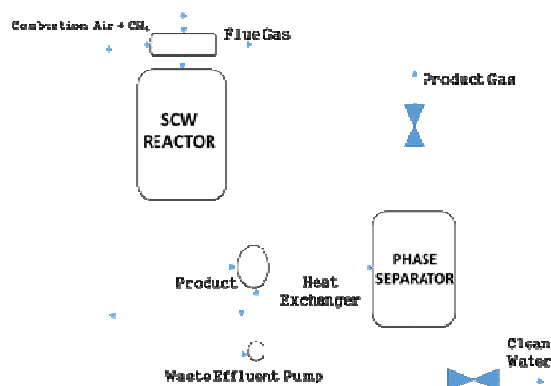 Combustion Air + CH4
Flue Gas
Product Gas
SCW
REACTOR
PHASE
SEPARATOR
Product
Heat
Exchanger
Clean
Water
Waste Effluent Pump